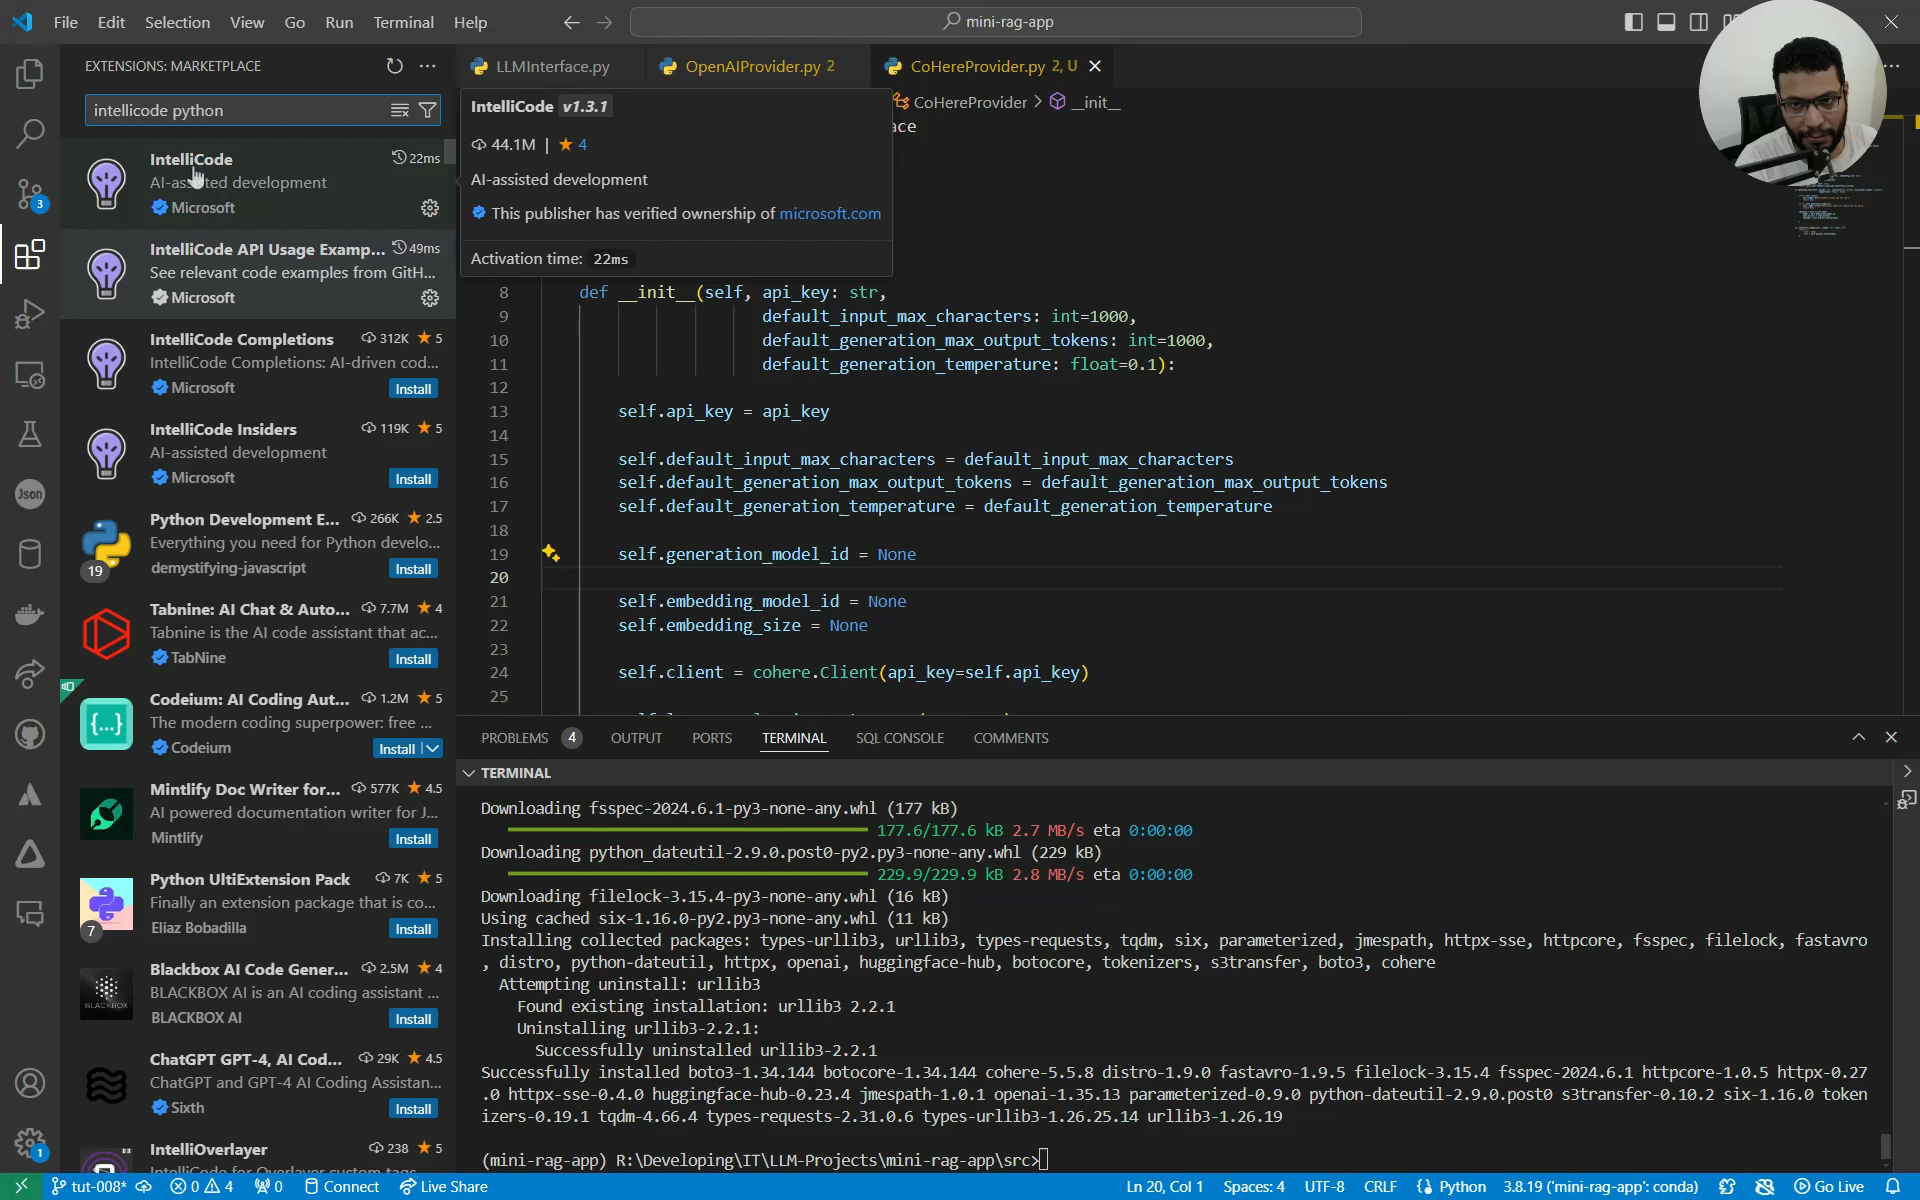 File Edit Selection View Go Run Terminal Help
mini-rag-app
EXTENSIONS: MARKETPLACE
intellicode python
IntelliCode 22ms
AI-assisted development
Microsoft
IntelliCode API Usage Examp... 49ms
See relevant code examples from GitH...
Microsoft
IntelliCode Completions 312K 5
IntelliCode Completions: AI-driven cod...
Microsoft Install
IntelliCode Insiders 119K 5
AI-assisted development
Microsoft Install
Python Development E... 266K 2.5
Everything you need for Python develo...
19 demystifying-javascript Install
Tabnine: AI Chat & Auto... 7.7M 4
Tabnine is the AI code assistant that ac...
TabNine Install
Codeium: AI Coding Aut... 1.2M 5
The modern coding superpower: free ...
Codeium Install
Mintlify Doc Writer for... 577K 4.5
AI powered documentation writer for J...
Mintlify Install
Python UltiExtension Pack 7K 5
Finally an extension package that is co...
7 Eliaz Bobadilla Install
Blackbox AI Code Gener... 2.5M 4
BLACKBOX AI is an AI coding assistant ...
BLACKBOX
BLACKBOX AI Install
ChatGPT GPT-4, AI Cod... 29K 4.5
ChatGPT and GPT-4 AI Coding Assistan...
Sixth Install
IntelliOverlayer 238 5
IntelliCode for Overlayer custom tags
3
Json
1
LLMInterface.py OpenAIProvider.py 2 CoHereProvider.py 2, U
CoHereProvider > __init__
ace
IntelliCode v1.3.1
44.1M | 4
AI-assisted development
This publisher has verified ownership of microsoft.com
Activation time: 22ms
8 def __init__(self, api_key: str,
9 default_input_max_characters: int=1000,
10 default_generation_max_output_tokens: int=1000,
11 default_generation_temperature: float=0.1):
12
13 self.api_key = api_key
14
15 self.default_input_max_characters = default_input_max_characters
16 self.default_generation_max_output_tokens = default_generation_max_output_tokens
17 self.default_generation_temperature = default_generation_temperature
18
19 self.generation_model_id = None
20
21 self.embedding_model_id = None
22 self.embedding_size = None
23
24 self.client = cohere.Client(api_key=self.api_key)
25
PROBLEMS 4 OUTPUT PORTS TERMINAL SQL CONSOLE COMMENTS
TERMINAL
Downloading fsspec-2024.6.1-py3-none-any.whl (177 kB)
177.6/177.6 kB 2.7 MB/s eta 0:00:00
Downloading python_dateutil-2.9.0.post0-py2.py3-none-any.whl (229 kB)
229.9/229.9 kB 2.8 MB/s eta 0:00:00
Downloading filelock-3.15.4-py3-none-any.whl (16 kB)
Using cached six-1.16.0-py2.py3-none-any.whl (11 kB)
Installing collected packages: types-urllib3, urllib3, types-requests, tqdm, six, parameterized, jmespath, httpx-sse, httpcore, fsspec, filelock, fastavro
, distro, python-dateutil, httpx, openai, huggingface-hub, botocore, tokenizers, s3transfer, boto3, cohere
Attempting uninstall: urllib3
Found existing installation: urllib3 2.2.1
Uninstalling urllib3-2.2.1:
Successfully uninstalled urllib3-2.2.1
Successfully installed boto3-1.34.144 botocore-1.34.144 cohere-5.5.8 distro-1.9.0 fastavro-1.9.5 filelock-3.15.4 fsspec-2024.6.1 httpcore-1.0.5 httpx-0.27
.0 httpx-sse-0.4.0 huggingface-hub-0.23.4 jmespath-1.0.1 openai-1.35.13 parameterized-0.9.0 python-dateutil-2.9.0.post0 s3transfer-0.10.2 six-1.16.0 token
izers-0.19.1 tqdm-4.66.4 types-requests-2.31.0.6 types-urllib3-1.26.25.14 urllib3-1.26.19
(mini-rag-app) R:\Developing\IT\LLM-Projects\mini-rag-app\src>
tut-008* 0 4 0 Connect Live Share Ln 20, Col 1 Spaces: 4 UTF-8 CRLF Python 3.8.19 ('mini-rag-app': conda) Go Live